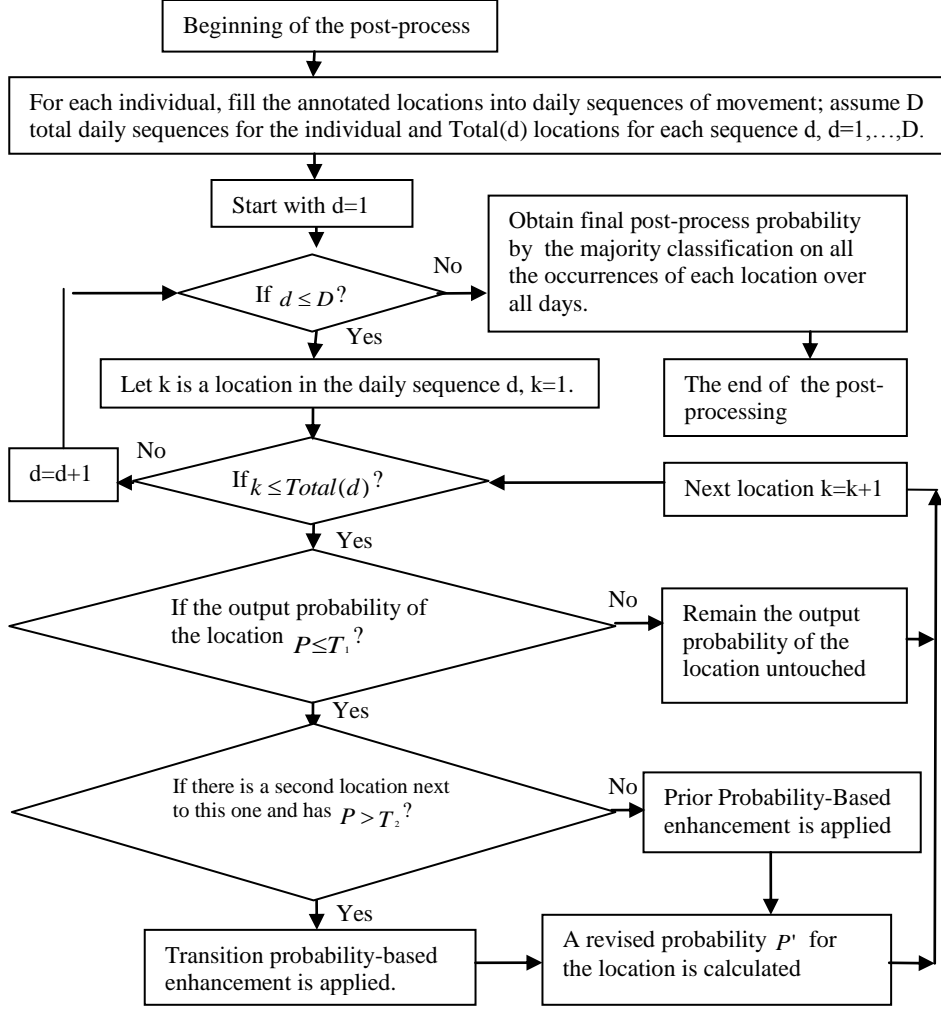 Beginning of the post-process
For each individual, fill the annotated locations into daily sequences of movement; assume D
total daily sequences for the individual and Total(d) locations for each sequence d, d=1,…,D.
Start with d=1
Obtain final post-process probability
by the majority classification on all
the occurrences of each location over
all days.
No
If d ≤ D ?
Yes
Let k is a location in the daily sequence d, k=1.
The end of the post-
processing
No
d=d+1
If k ≤ Total(d) ?
Next location k=k+1
Yes
If the output probability of
the location P≤T₁?
No
Remain the output
probability of the
location untouched
Yes
If there is a second location next
to this one and has P > T₂ ?
No
Prior Probability-Based
enhancement is applied
Yes
Transition probability-based
enhancement is applied.
A revised probability P' for
the location is calculated